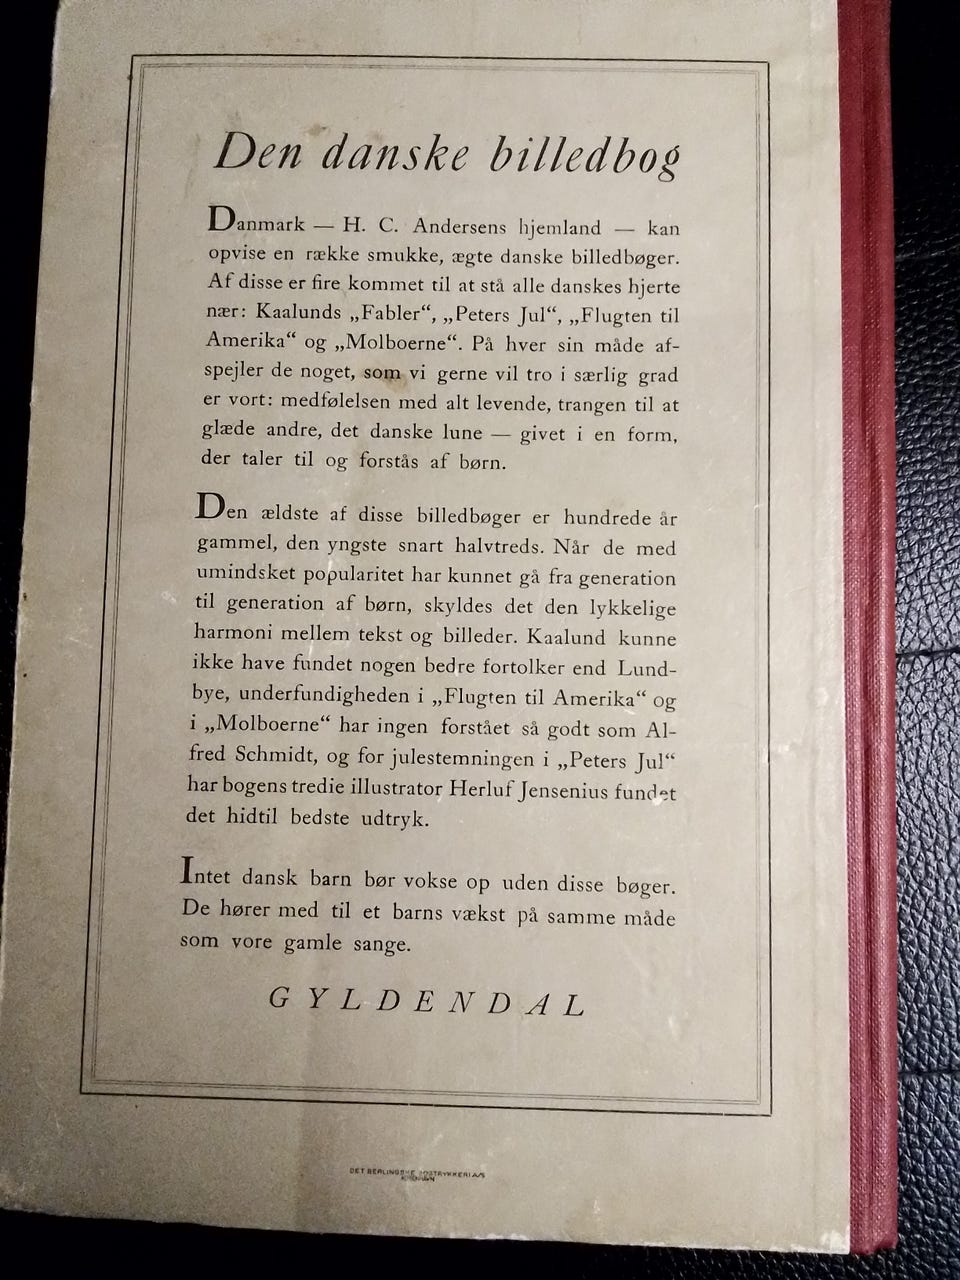 Den danske billedbog
Danmark — H. C. Andersens hjemland — kan
opvise en række smukke, ægte danske billedbøger.
Af disse er fire kommet til at stå alle danskes hjerte
nær: Kaalunds „Fabler“, „Peters Jul“, „Flugten til
Amerika“ og „Molboerne“. På hver sin måde af-
spejler de noget, som vi gerne vil tro i særlig grad
er vort: medfølelsen med alt levende, trangen til at
glæde andre, det danske lune — givet i en form,
der taler til og forstås af børn.
Den ældste af disse billedbøger er hundrede år
gammel, den yngste snart halvtreds. Når de med
umindsket popularitet har kunnet gå fra generation
til generation af børn, skyldes det den lykkelige
harmoni mellem tekst og billeder. Kaalund kunne
ikke have fundet nogen bedre fortolker end Lund-
bye, underfundigheden i „Flugten til Amerika“ og
i „Molboerne“ har ingen forstået så godt som Al-
fred Schmidt, og for julestemningen i „Peters Jul“
har bogens tredie illustrator Herluf Jensenius fundet
det hidtil bedste udtryk.
Intet dansk barn bør vokse op uden disse bøger.
De hører med til et barns vækst på samme måde
som vore gamle sange.
GYLDENDAL
DET BERLINGSKE A/S